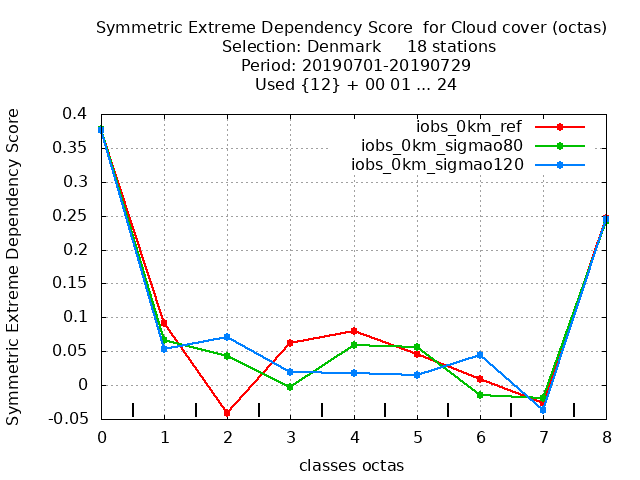 Symmetric Extreme Dependency Score  for Cloud cover (octas)
Selection: Denmark     18 stations
Period: 20190701-20190729
Used {12} + 00 01 ... 24
Symmetric Extreme Dependency Score
0.4
0.35
0.3
0.25
0.2
0.15
0.1
0.05
0
-0.05
iobs_0km_ref
iobs_0km_sigmao80
iobs_0km_sigmao120
0 1 2 3 4 5 6 7 8
classes octas